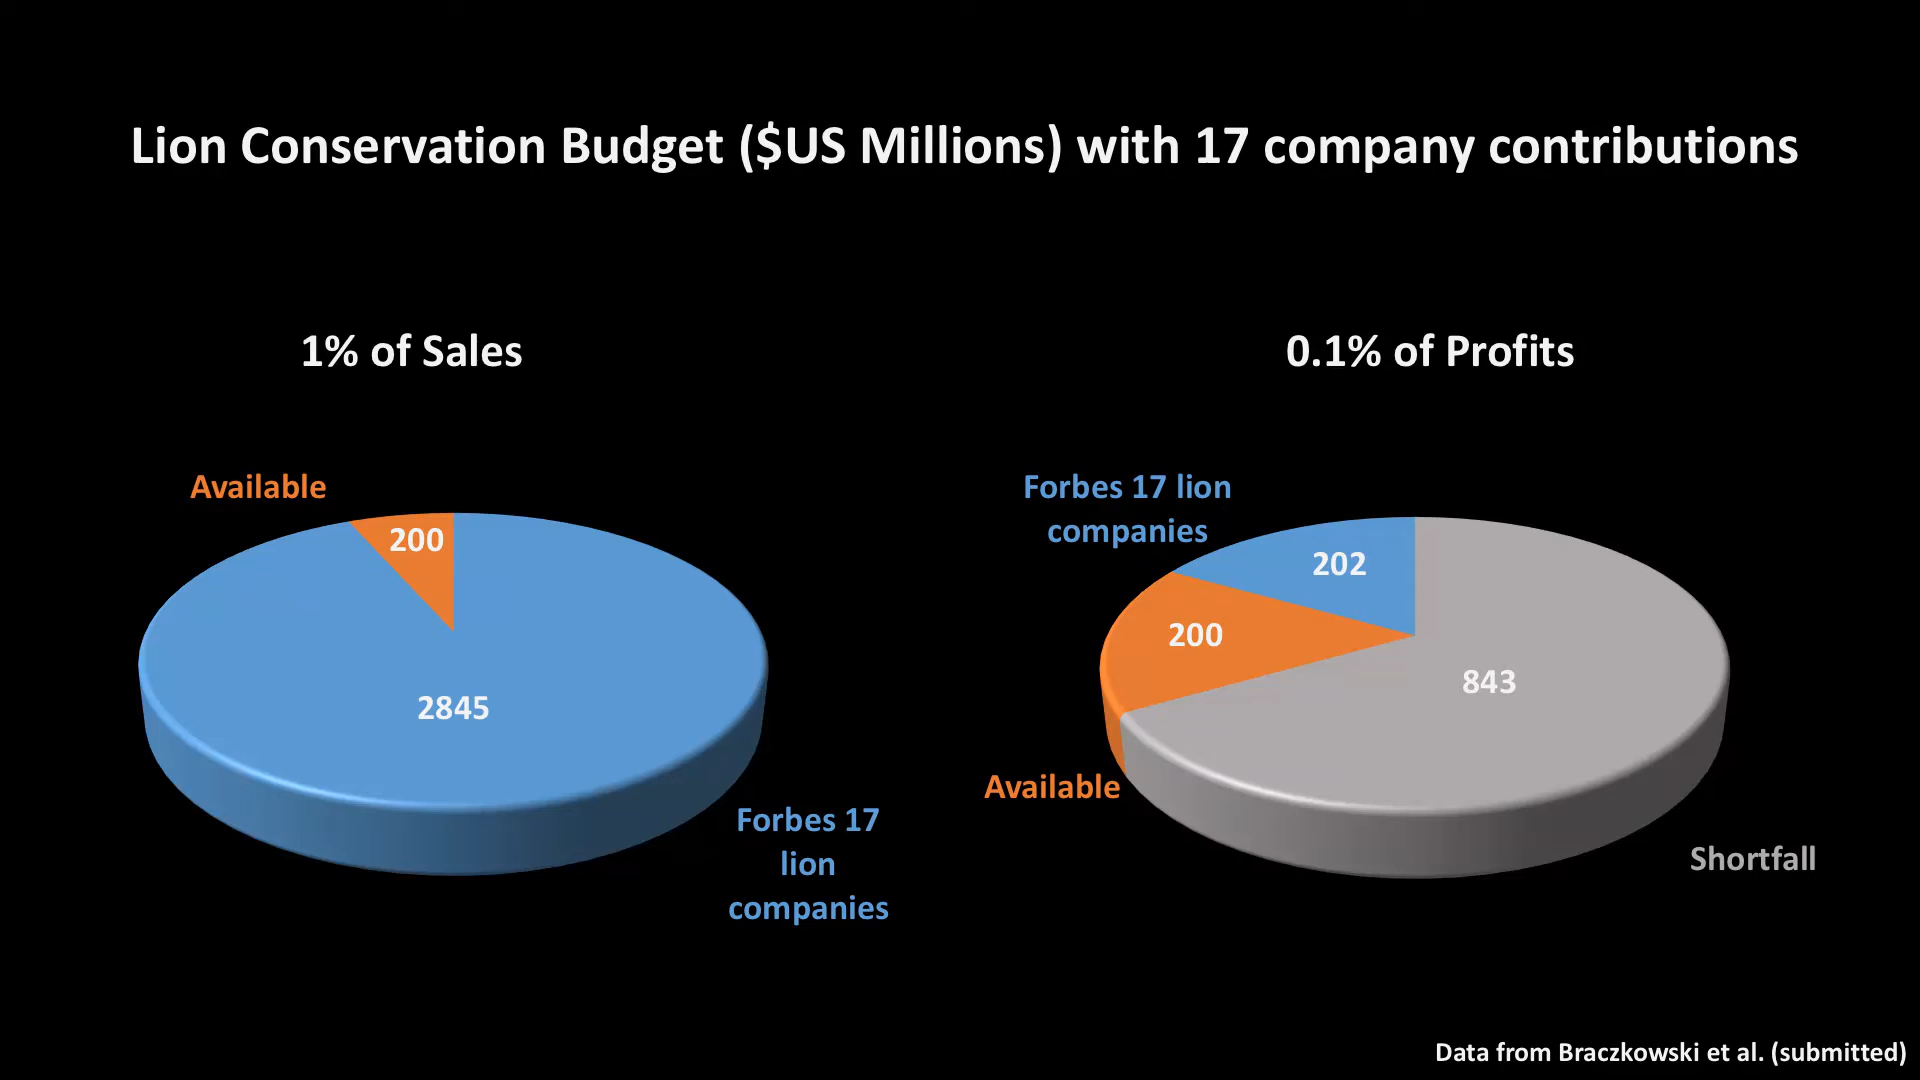 Lion Conservation Budget ($US Millions) with 17 company contributions
1% of Sales
Available
200
2845
Forbes 17
lion
companies
0.1% of Profits
Forbes 17 lion
companies
202
200
843
Available
Shortfall
Data from Braczkowski et al. (submitted)